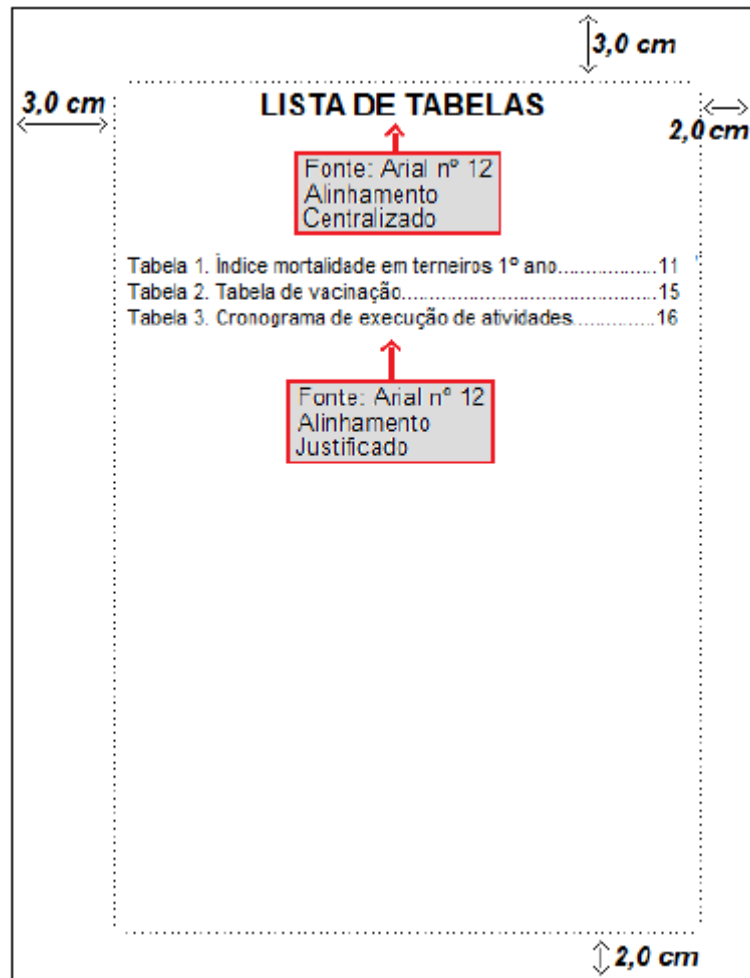 3,0 cm
3,0 cm
LISTA DE TABELAS
2,0 cm
Fonte: Arial nº 12
Alinhamento
Centralizado
Tabela 1. Índice mortalidade em terneiros 1º ano..................11
Tabela 2. Tabela de vacinação..................................................15
Tabela 3. Cronograma de execução de atividades................16
Fonte: Arial nº 12
Alinhamento
Justificado
2,0 cm